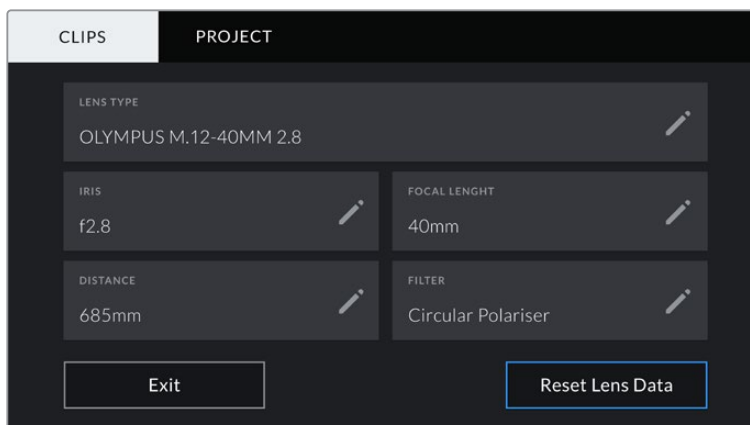 CLIPS PROJECT
LENS TYPE
OLYMPUS M.12-40MM 2.8
IRIS
f2.8
FOCAL LENGHT
40mm
DISTANCE
685mm
FILTER
Circular Polariser
Exit
Reset Lens Data